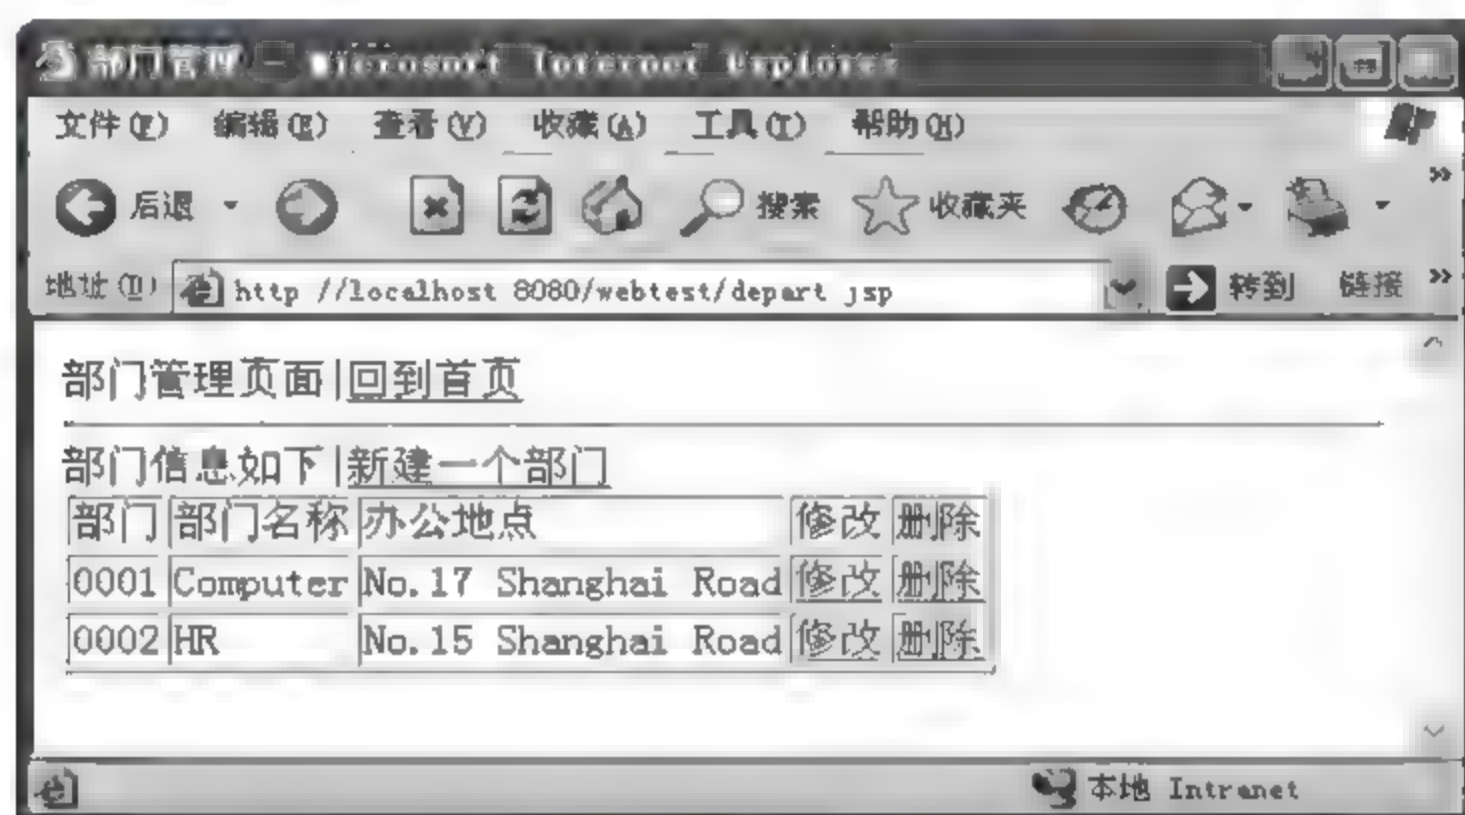 部门管理 - Microsoft Internet Explorer
文件(F) 编辑(E) 查看(V) 收藏(A) 工具(T) 帮助(H)
后退 搜索 收藏夹 »
地址(D) http //localhost 8080/webtest/depart jsp 转到 链接 »
部门管理页面|回到首页
部门信息如下|新建一个部门
部门 部门名称 办公地点 修改 删除
0001 Computer No.17 Shanghai Road 修改 删除
0002 HR No.15 Shanghai Road 修改 删除
本地 Intranet